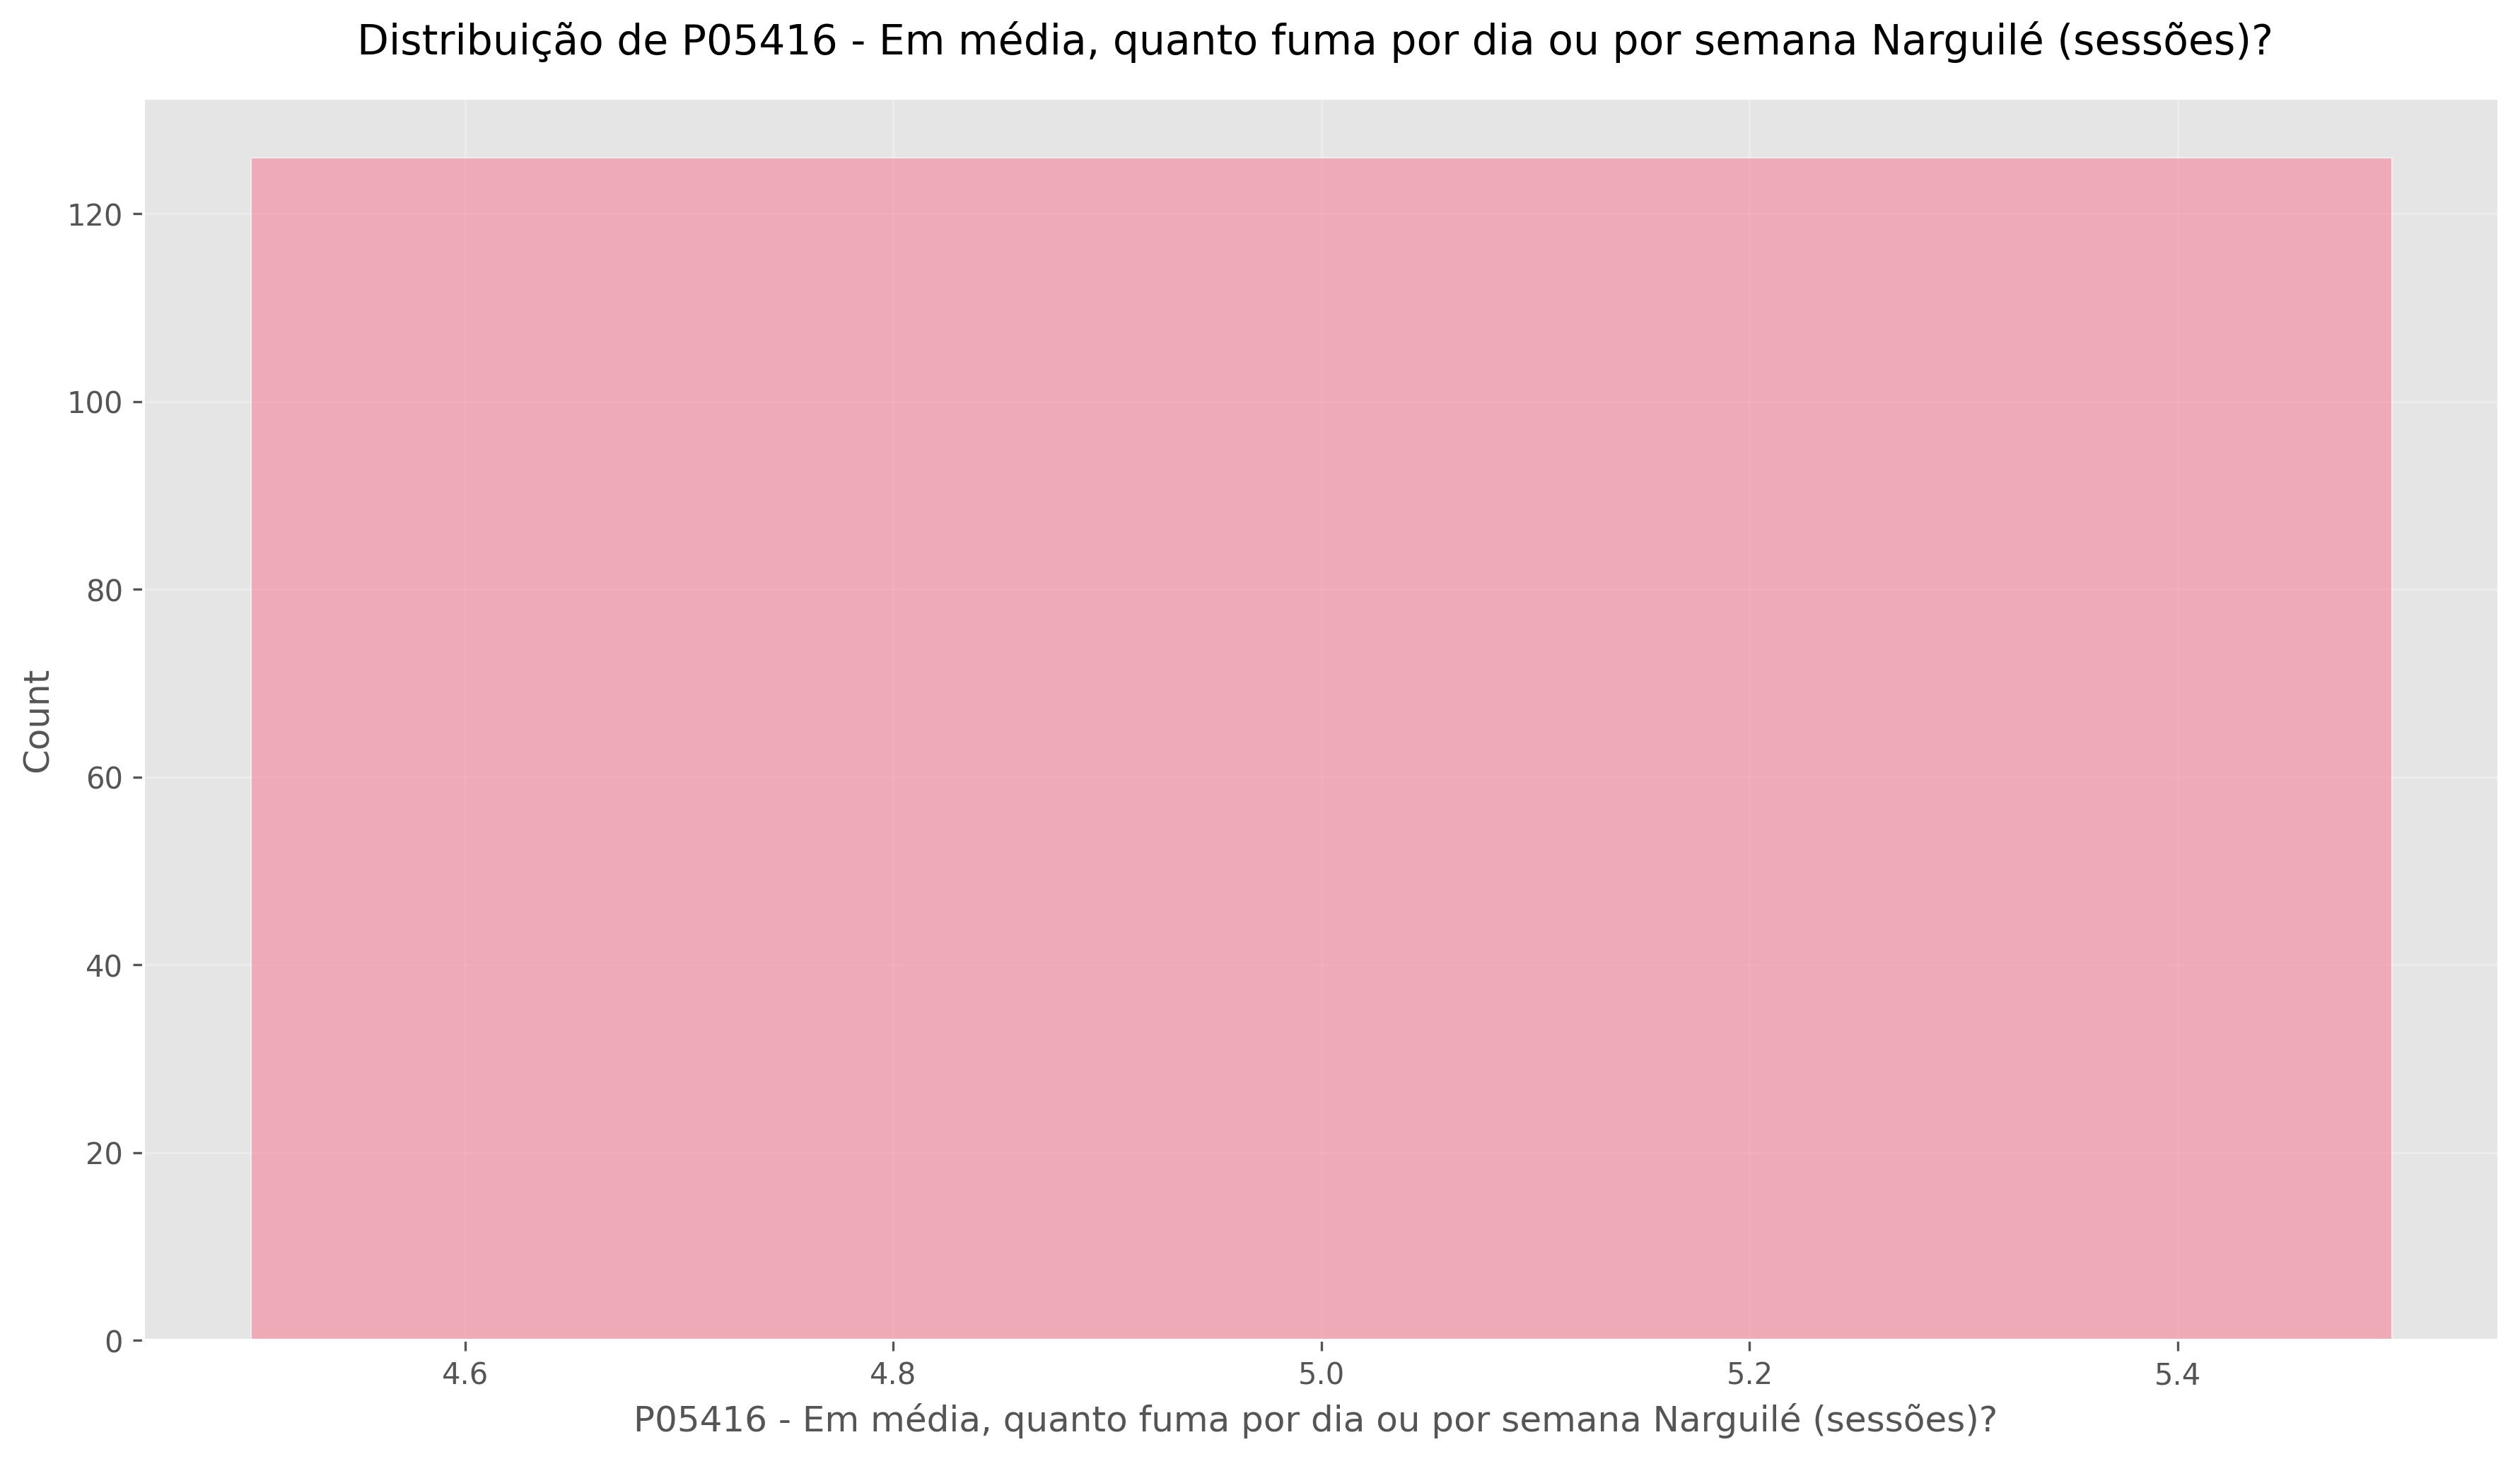 Distribuição de P05416 - Em média, quanto fuma por dia ou por semana Narguilé (sessões)?
120
100
80
60
40
20
0
Count
4.6 4.8 5.0 5.2 5.4
P05416 - Em média, quanto fuma por dia ou por semana Narguilé (sessões)?